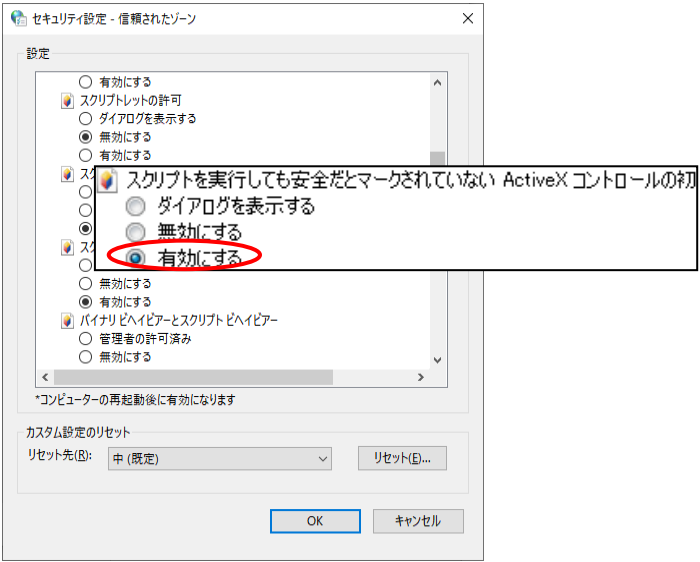 セキュリティ設定 - 信頼されたゾーン
設定
有効にする
スクリプトレットの許可
ダイアログを表示する
無効にする
有効にする
スクリプトを実行しても安全だとマークされていない ActiveX コントロールの初
ダイアログを表示する
無効にする
有効にする
無効にする
有効にする
バイナリ ビヘイビアーとスクリプト ビヘイビアー
管理者の許可済み
無効にする
*コンピューターの再起動後に有効になります
カスタム設定のリセット
リセット先(R): 中 (既定) リセット(E)...
OK キャンセル